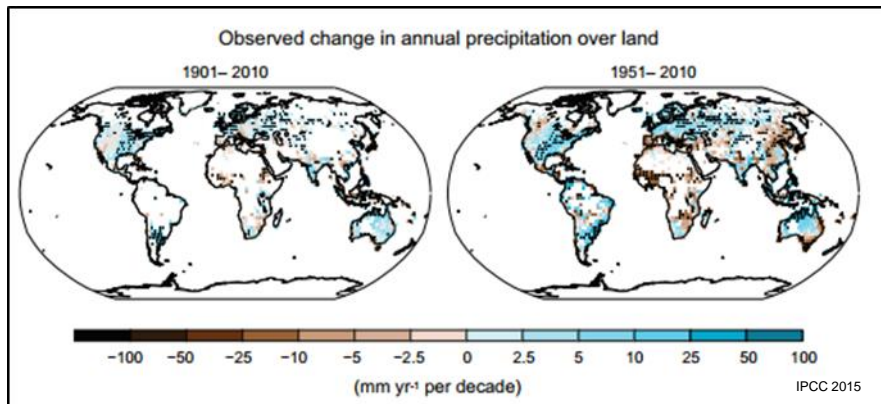 Observed change in annual precipitation over land
1901– 2010
1951– 2010
−100 −50 −25 −10 −5 −2.5 0 2.5 5 10 25 50 100
(mm yr-1 per decade)
IPCC 2015